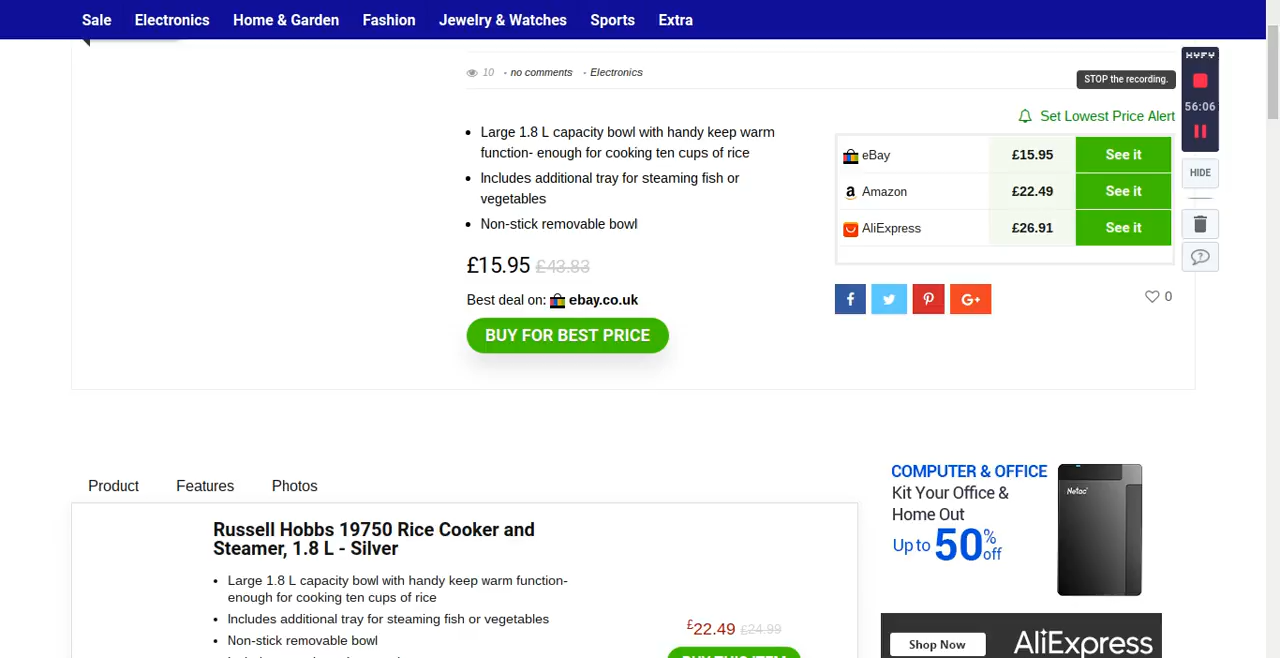 Sale Electronics Home & Garden Fashion Jewelry & Watches Sports Extra
10 - no comments - Electronics
STOP the recording.
HYFY
56:06
HIDE
Set Lowest Price Alert
Large 1.8 L capacity bowl with handy keep warm
function- enough for cooking ten cups of rice
Includes additional tray for steaming fish or
vegetables
Non-stick removable bowl
£15.95 £43.83
Best deal on: ebay.co.uk
BUY FOR BEST PRICE
eBay £15.95 See it
Amazon £22.49 See it
AliExpress £26.91 See it
f G+
0
Product Features Photos
Russell Hobbs 19750 Rice Cooker and
Steamer, 1.8 L - Silver
Large 1.8 L capacity bowl with handy keep warm function-
enough for cooking ten cups of rice
Includes additional tray for steaming fish or vegetables
Non-stick removable bowl
£22.49 £24.99
BUY THIS ITEM
COMPUTER & OFFICE
Kit Your Office &
Home Out
Up to 50% off
Netac
Shop Now AliExpress